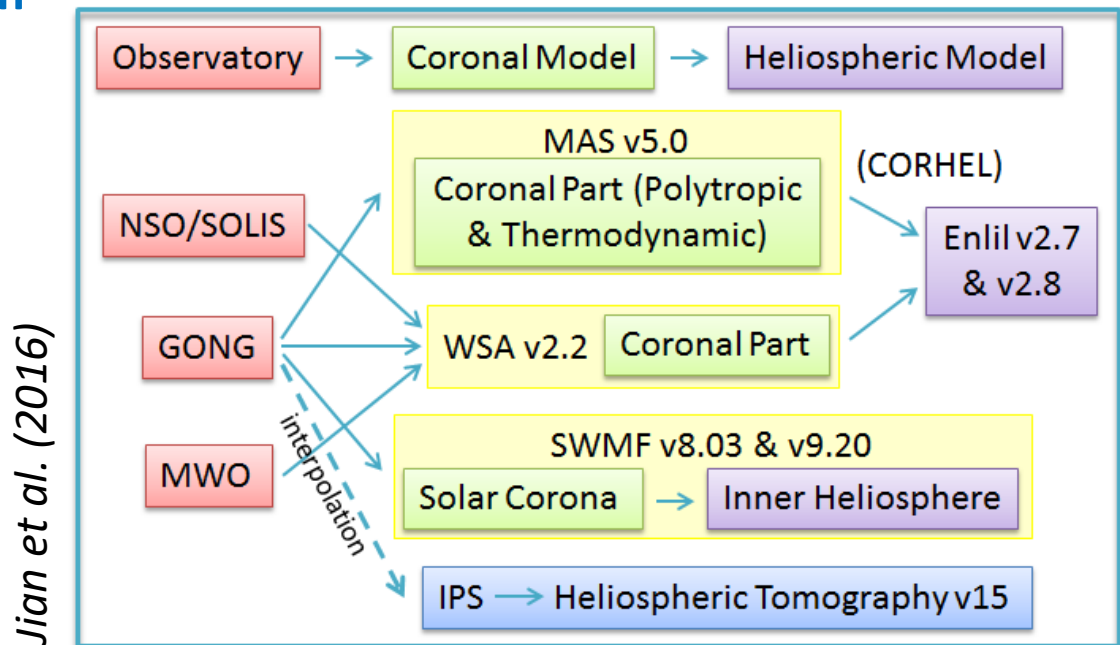 Observatory → Coronal Model → Heliospheric Model
MAS v5.0
Coronal Part (Polytropic
& Thermodynamic)
(CORHEL)
NSO/SOLIS
Enlil v2.7
& v2.8
GONG
WSA v2.2 Coronal Part
MWO
interpolation
SWMF v8.03 & v9.20
Solar Corona → Inner Heliosphere
IPS → Heliospheric Tomography v15
Jian et al. (2016)